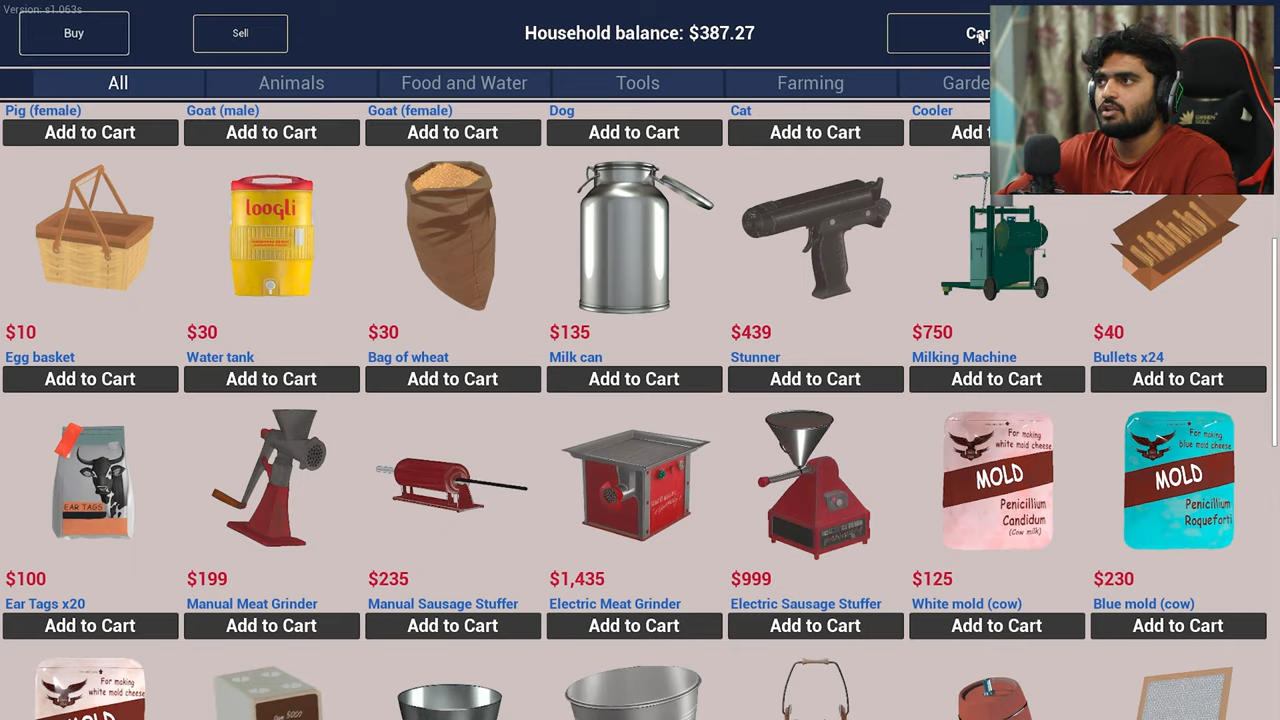 Version: s1.063s
Buy
Sell
Household balance: $387.27
All
Animals
Food and Water
Tools
Farming
Pig (female)
Goat (male)
Goat (female)
Dog
Cat
Cooler
Add to Cart
Add to Cart
Add to Cart
Add to Cart
Add to Cart
Add
loogli
$10
$30
$30
$135
$439
$750
$40
Egg basket
Water tank
Bag of wheat
Milk can
Stunner
Milking Machine
Bullets x24
Add to Cart
Add to Cart
Add to Cart
Add to Cart
Add to Cart
Add to Cart
Add to Cart
EAR TAGS
For making
white mold cheese
MOLD
Penicillium
Candidum
(Cow milk)
For making
blue mold cheese
MOLD
Penicillium
Roqueforti
$100
$199
$235
$1,435
$999
$125
$230
Ear Tags x20
Manual Meat Grinder
Manual Sausage Stuffer
Electric Meat Grinder
Electric Sausage Stuffer
White mold (cow)
Blue mold (cow)
Add to Cart
Add to Cart
Add to Cart
Add to Cart
Add to Cart
Add to Cart
Add to Cart
For making
white mold cheese
MOLD